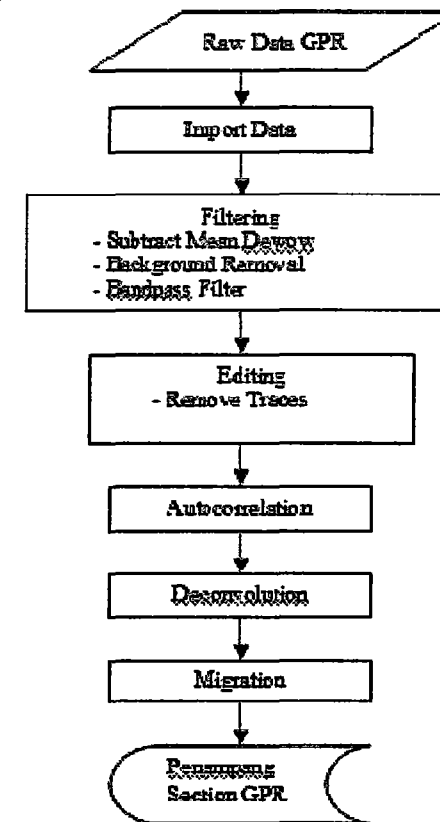 Raw Data GPR
Import Data
Filtering
- Subtract Mean Dewow
- Background Removal
- Bandpass Filter
Editing
- Remove Traces
Autocorrelation
Deconvolution
Migration
Penampang
Section GPR